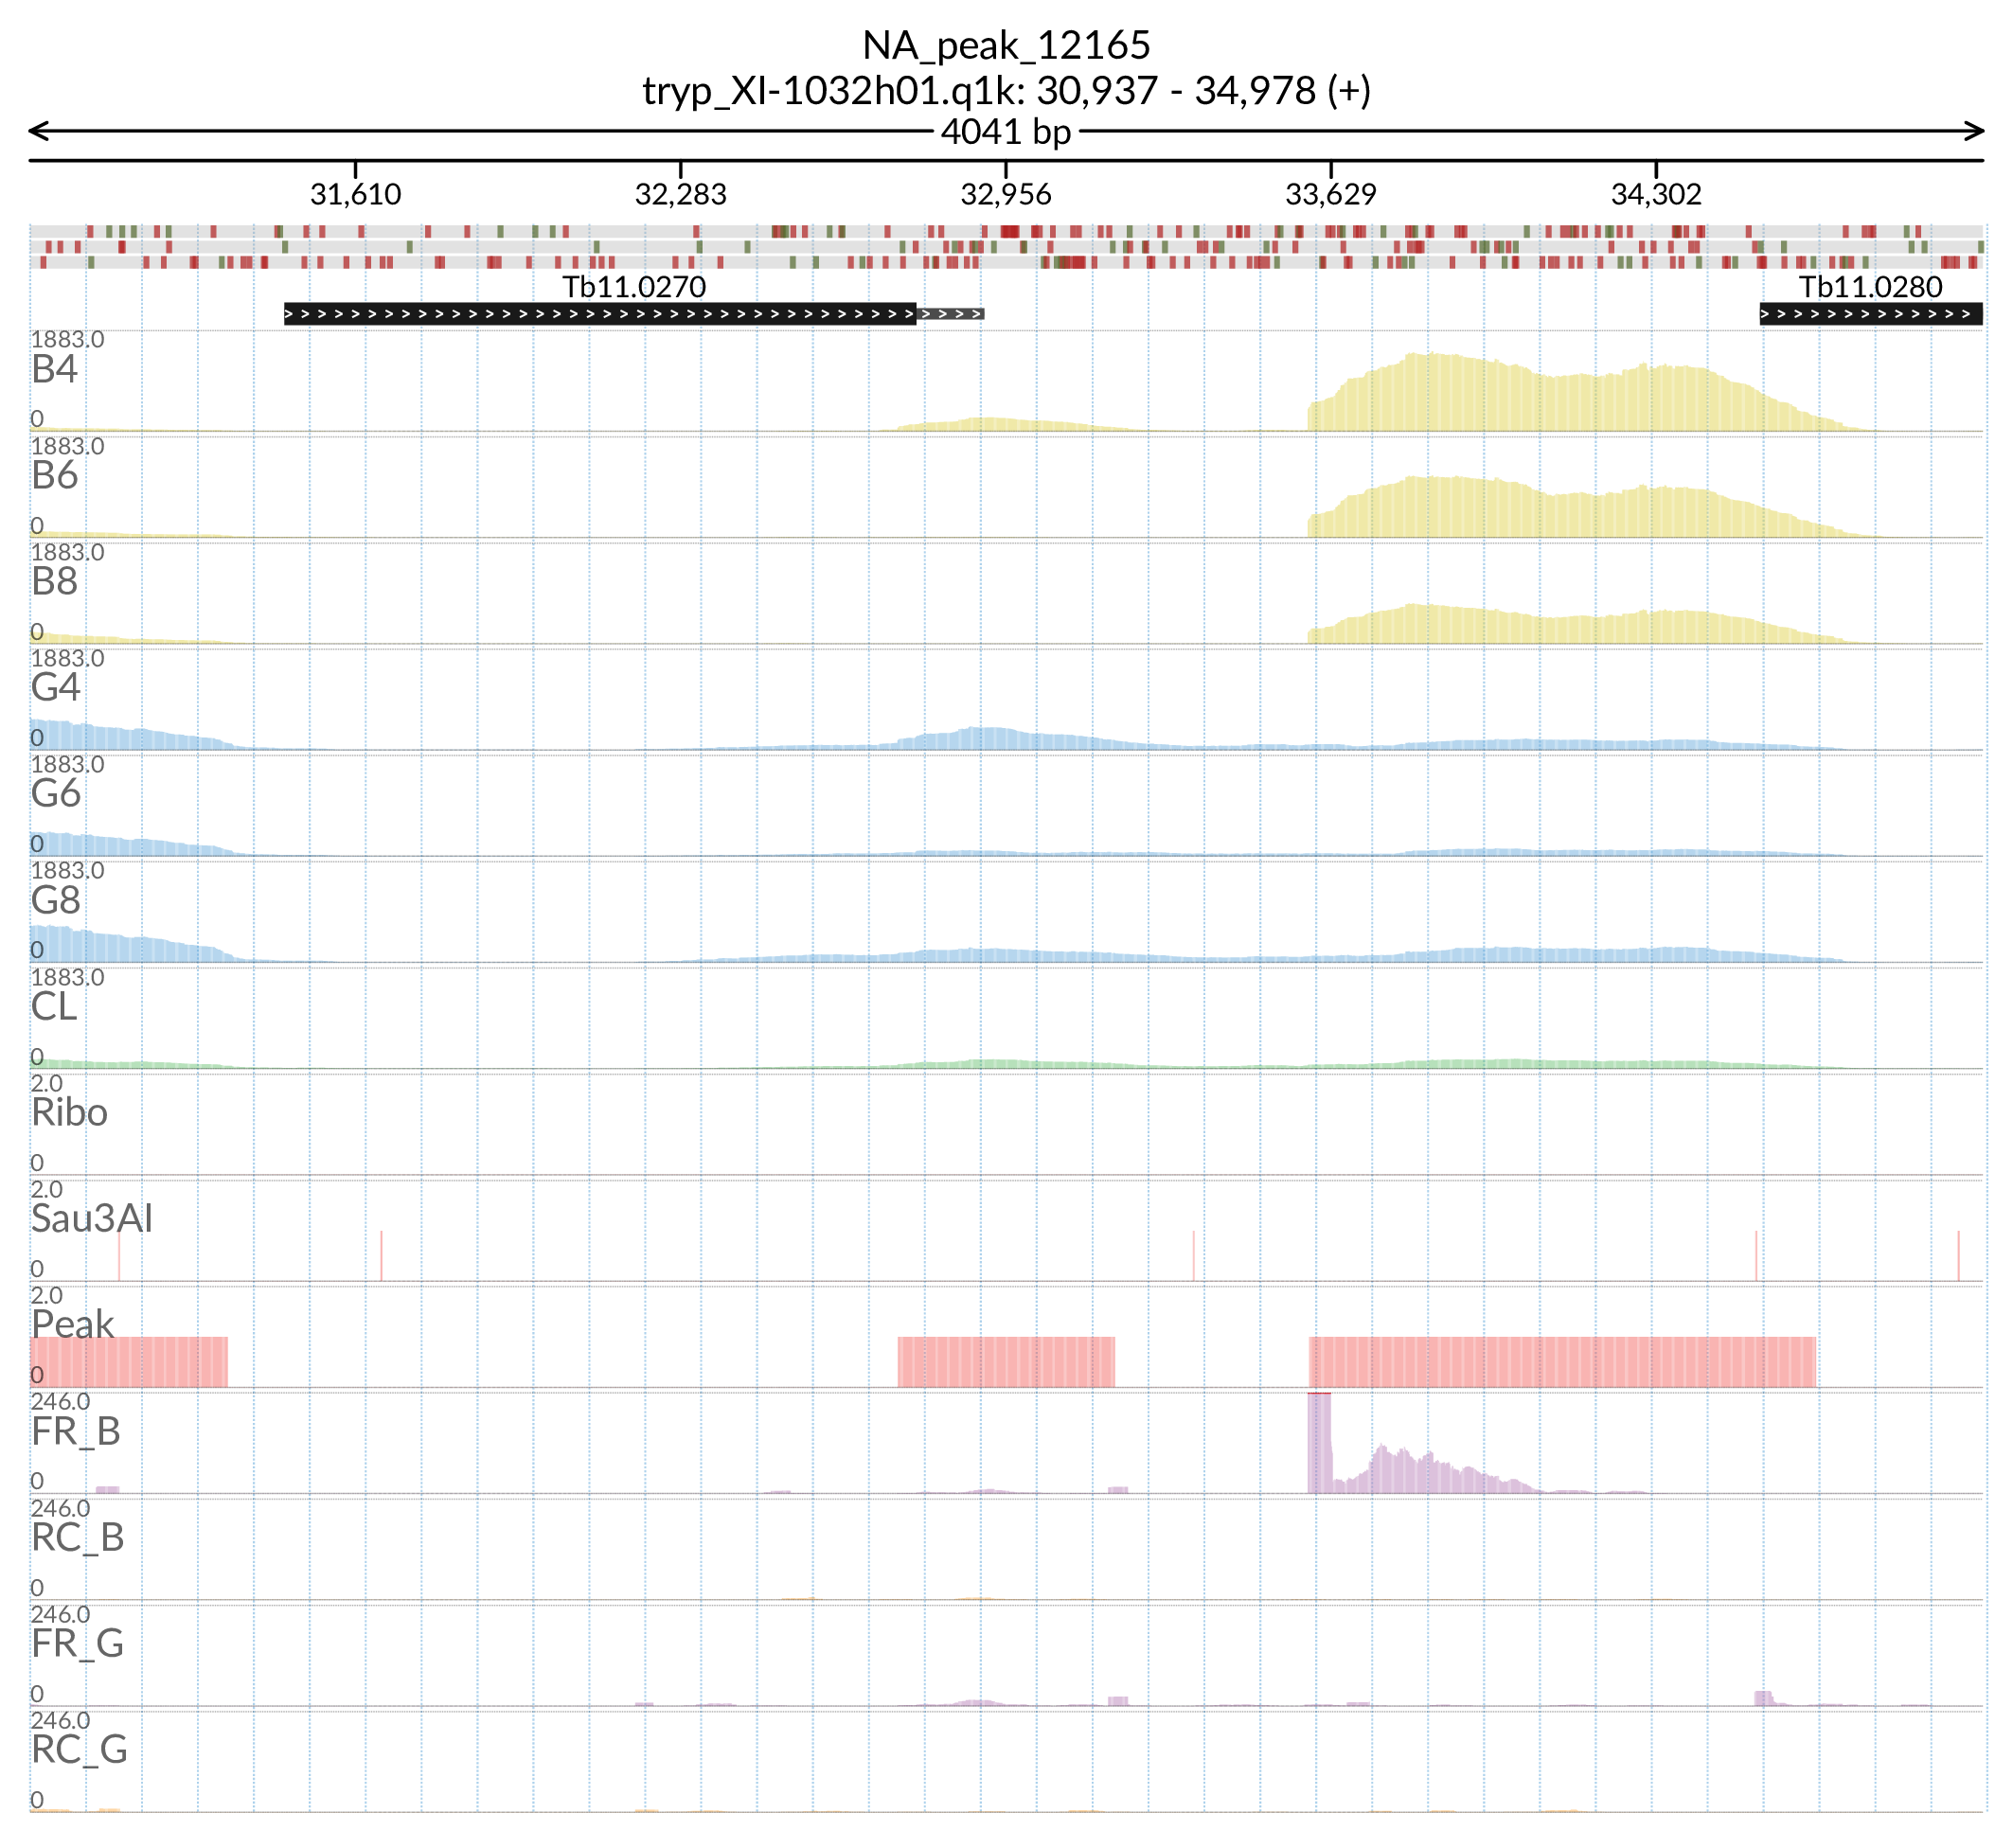 NA_peak_12165
tryp_XI-1032h01.q1k: 30,937 - 34,978 (+)
4041 bp
31,610 32,283 32,956 33,629 34,302
Tb11.0270 Tb11.0280
1883.0
B4
0
1883.0
B6
0
1883.0
B8
0
1883.0
G4
0
1883.0
G6
0
1883.0
G8
0
1883.0
CL
0
2.0
Ribo
0
2.0
Sau3AI
0
2.0
Peak
0
246.0
FR_B
0
246.0
RC_B
0
246.0
FR_G
0
246.0
RC_G
0